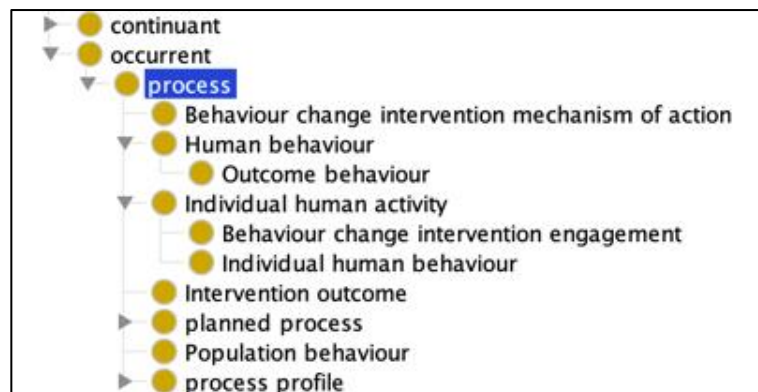 continuant
occurrent
process
Behaviour change intervention mechanism of action
Human behaviour
Outcome behaviour
Individual human activity
Behaviour change intervention engagement
Individual human behaviour
Intervention outcome
planned process
Population behaviour
process profile